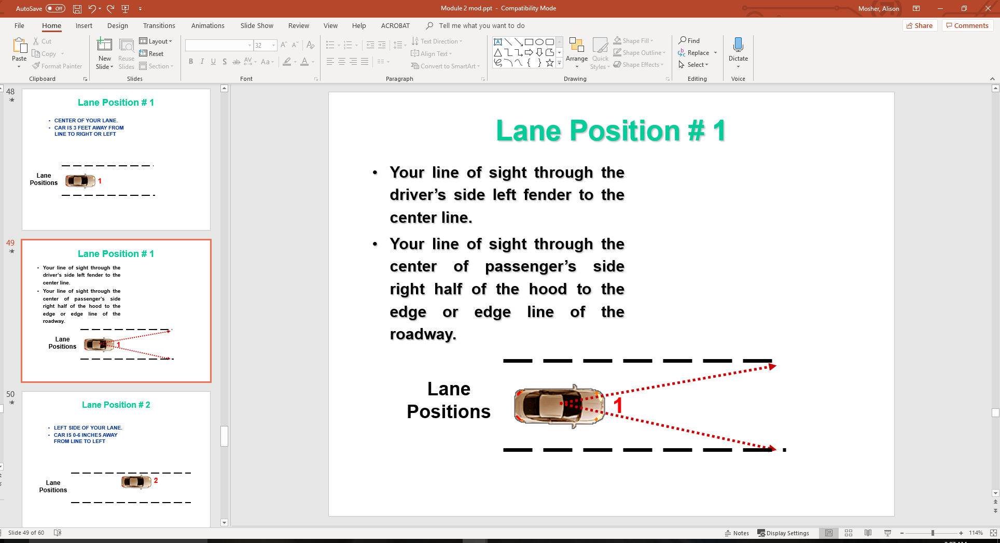 AutoSave Off
Module 2 mod.ppt - Compatibility Mode
Mosher, Alison
File Home Insert Design Transitions Animations Slide Show Review View Help ACROBAT Tell me what you want to do
Share Comments
Paste
Cut
Copy
Format Painter
Clipboard
New Slide
Reuse Slides
Layout
Reset
Section
Slides
32
B I U S ab AV Aa A
Font
Text Direction
Align Text
Convert to SmartArt
Paragraph
Arrange
Quick Styles
Shape Fill
Shape Outline
Shape Effects
Drawing
Find
Replace
Select
Editing
Dictate
Voice
48
Lane Position # 1
• CENTER OF YOUR LANE.
• CAR IS 3 FEET AWAY FROM
LINE TO RIGHT OR LEFT
Lane
Positions
1
49
Lane Position # 1
• Your line of sight through the
driver’s side left fender to the
center line.
• Your line of sight through the
center of passenger’s side
right half of the hood to the
edge or edge line of the
roadway.
Lane
Positions
1
50
Lane Position # 2
• LEFT SIDE OF YOUR LANE.
• CAR IS 0-6 INCHES AWAY
FROM LINE TO LEFT
Lane
Positions
2
Lane Position # 1
• Your line of sight through the
driver’s side left fender to the
center line.
• Your line of sight through the
center of passenger’s side
right half of the hood to the
edge or edge line of the
roadway.
Lane
Positions
1
Slide 49 of 60
Notes Display Settings 114%